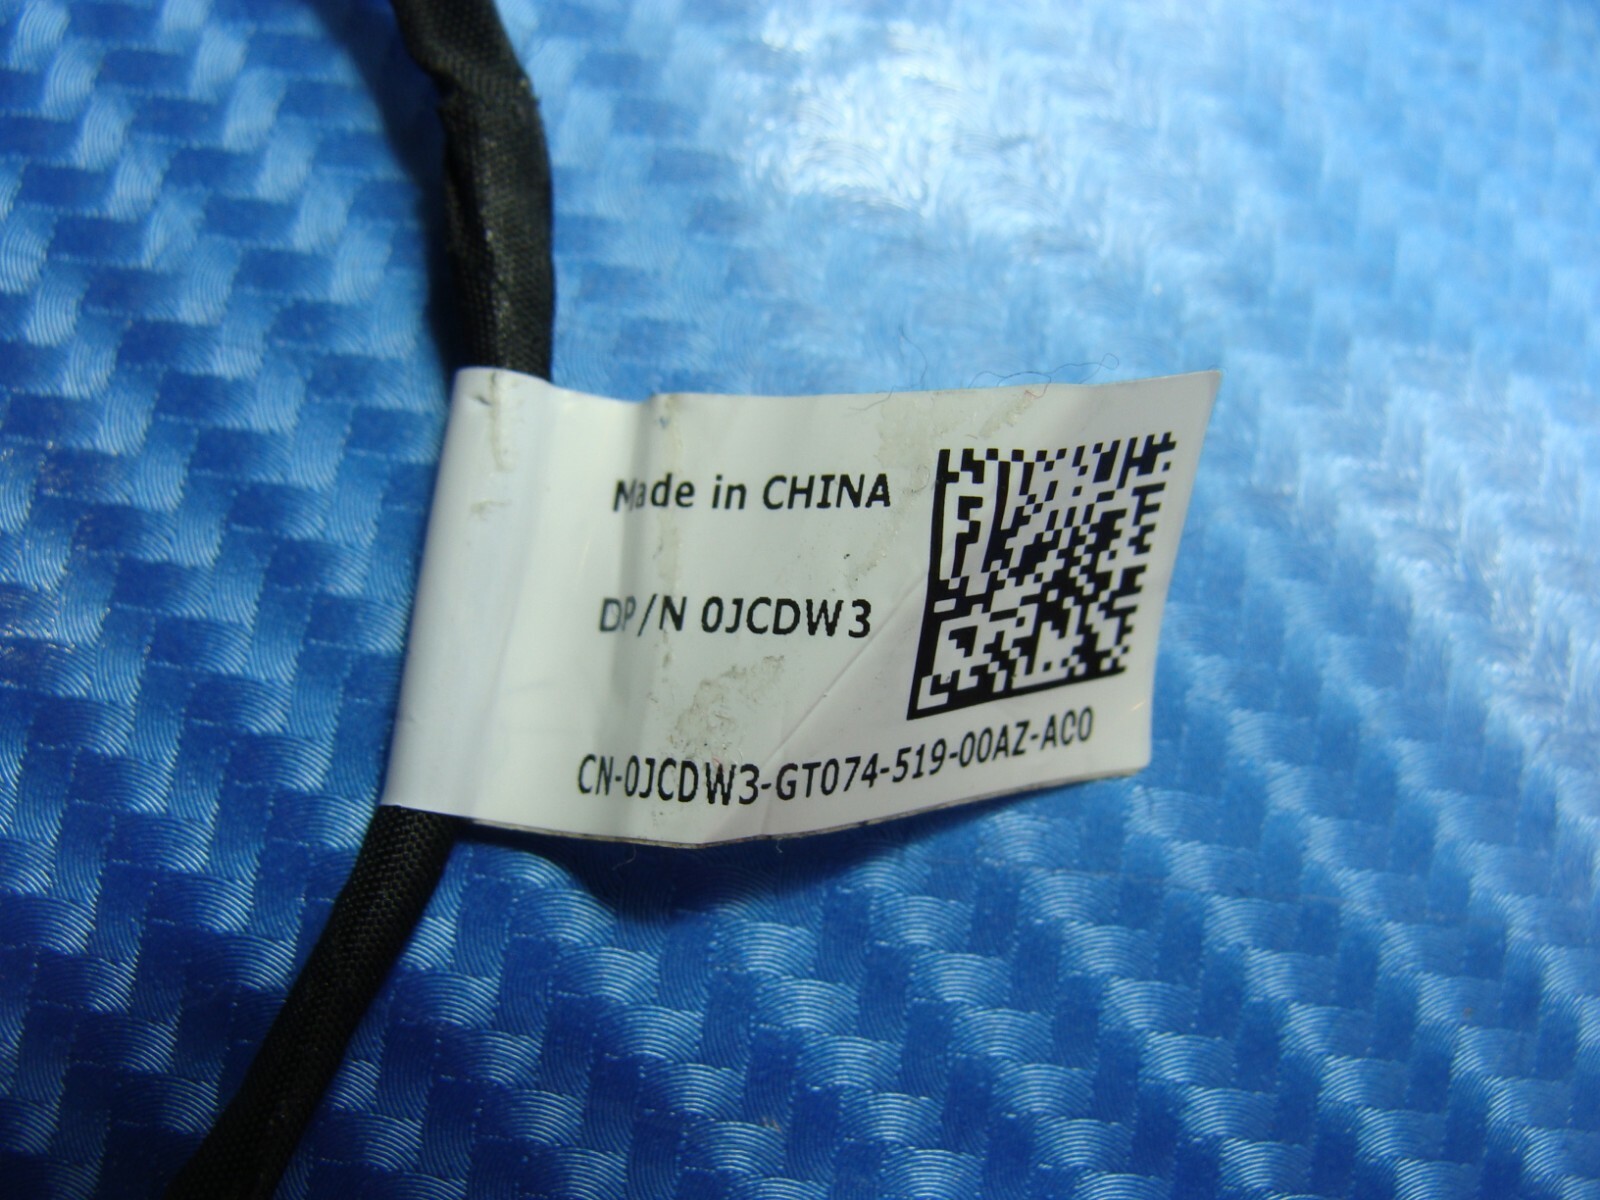 Made in CHINA
DP/N 0JCDW3
CN-0JCDW3-GT074-519-00AZ-AC0